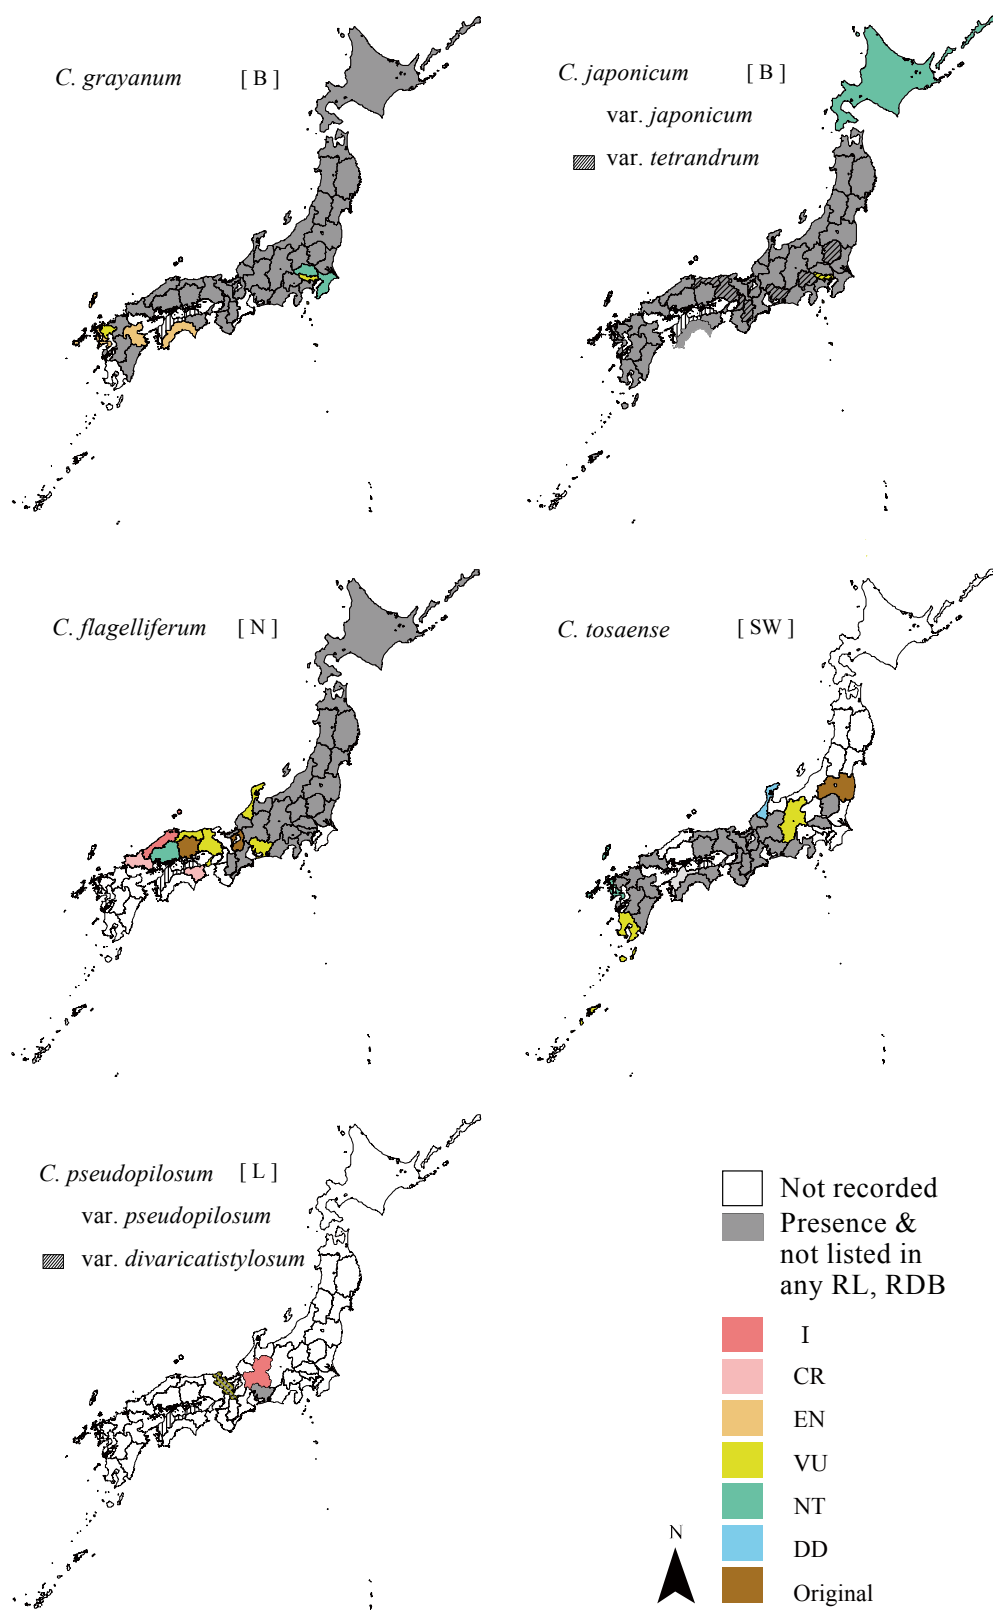 C. grayanum [ B ]
C. japonicum [ B ]
var. japonicum
var. tetrandrum
C. flagelliferum [ N ]
C. tosaense [ SW ]
C. pseudopilosum [ L ]
var. pseudopilosum
var. divaricatistylosum
Not recorded
Presence &
not listed in
any RL, RDB
I
CR
EN
VU
NT
DD
Original
N